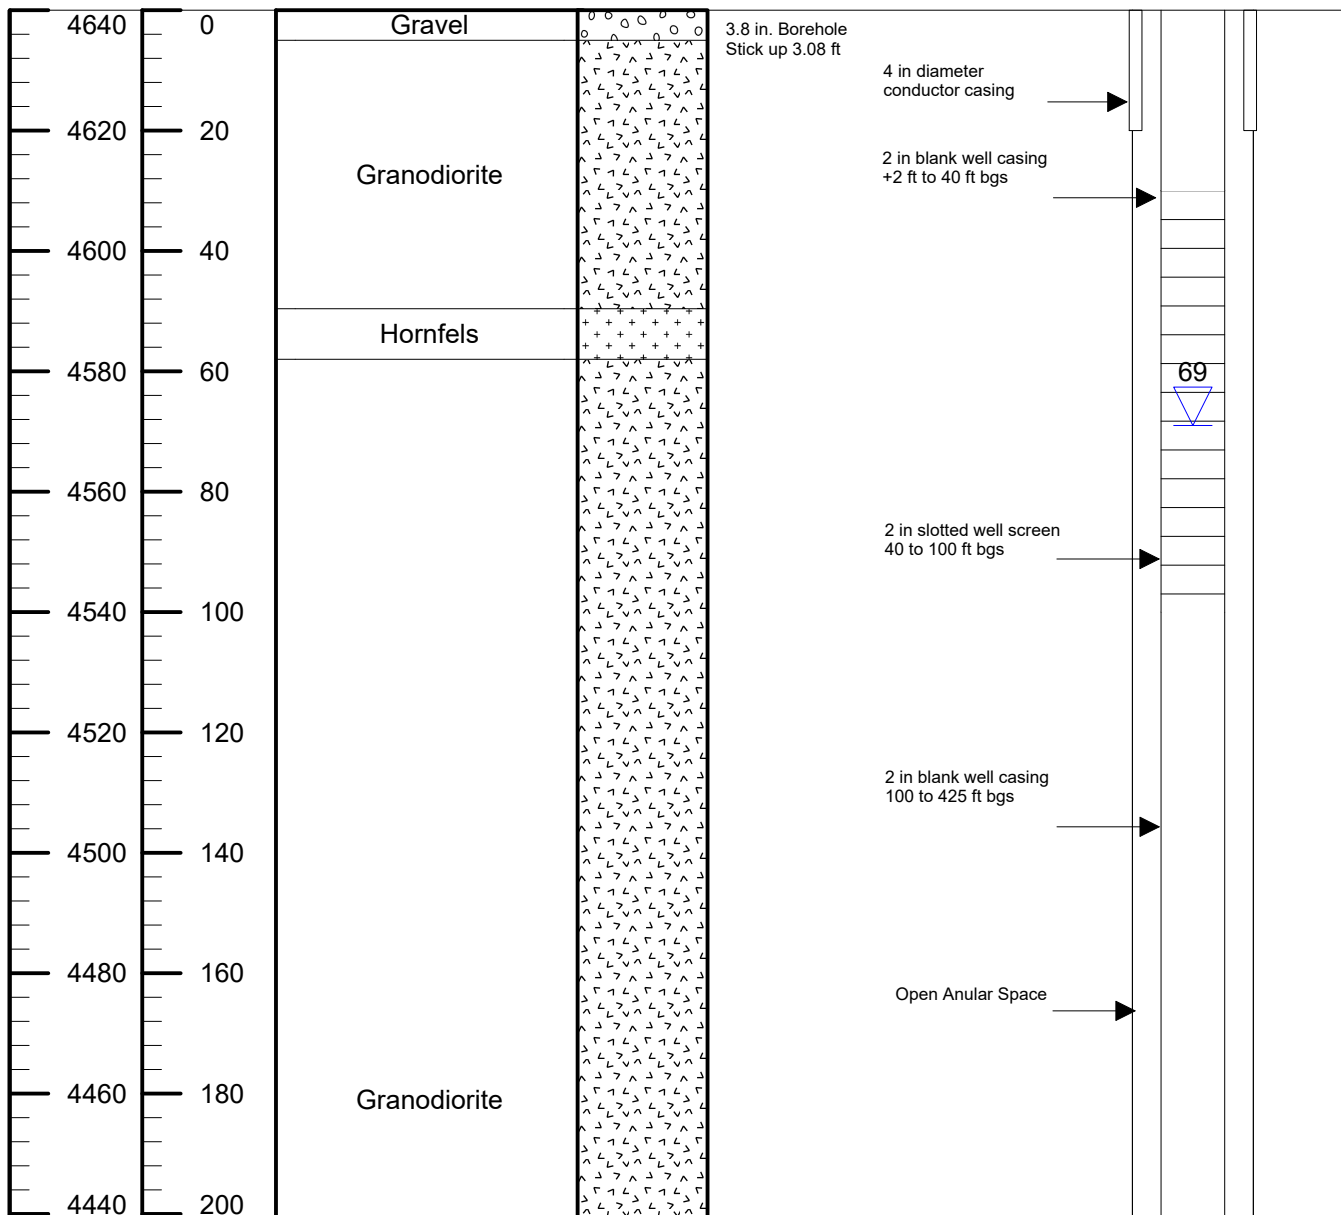 4640 0 Gravel
3.8 in. Borehole
Stick up 3.08 ft
4 in diameter
conductor casing
4620 20
2 in blank well casing
+2 ft to 40 ft bgs
Granodiorite
4600 40
Hornfels
4580 60 69
4560 80
2 in slotted well screen
40 to 100 ft bgs
4540 100
4520 120
2 in blank well casing
100 to 425 ft bgs
4500 140
4480 160
Open Anular Space
4460 180
Granodiorite
4440 200